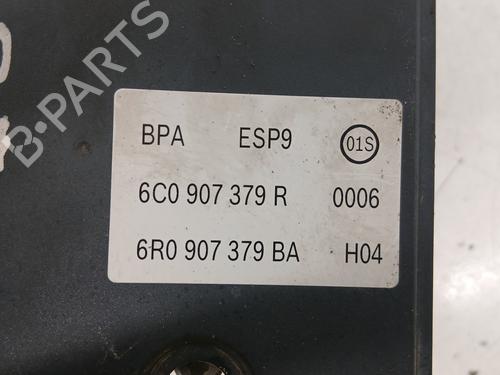 BPA ESP9 01S
6C0 907 379 R 0006
6R0 907 379 BA H04
B-PARTS